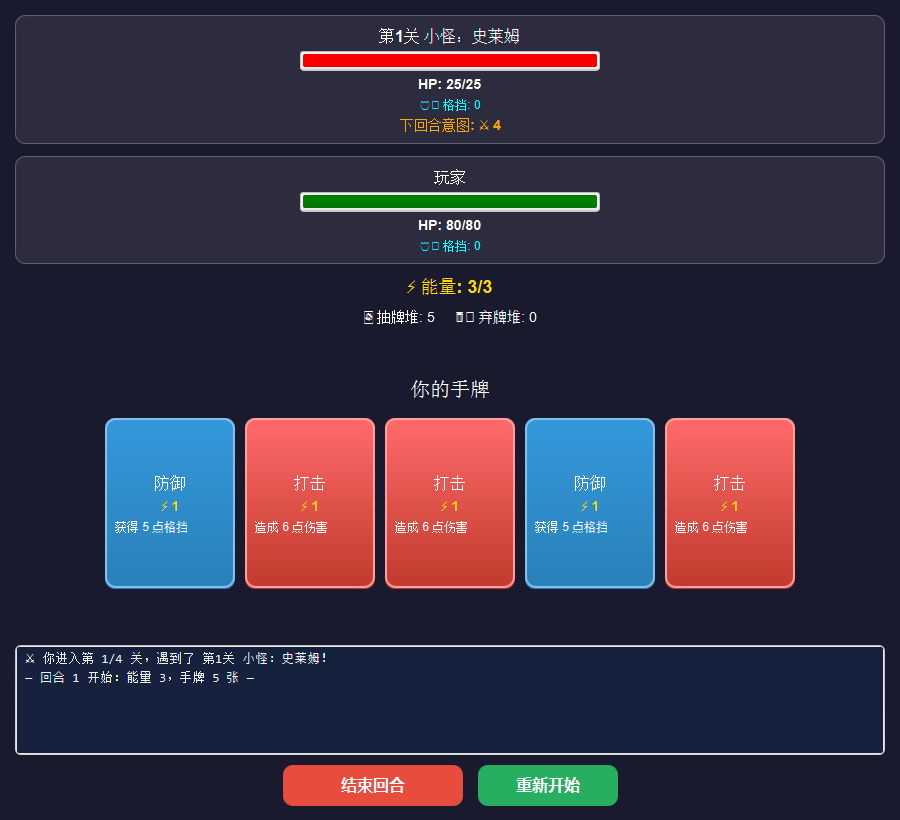 第1关 小怪：史莱姆
HP: 25/25
格挡: 0
下回合意图: ⚔ 4
玩家
HP: 80/80
格挡: 0
⚡ 能量: 3/3
抽牌堆: 5 弃牌堆: 0
你的手牌
防御
⚡1
获得 5 点格挡
打击
⚡1
造成 6 点伤害
打击
⚡1
造成 6 点伤害
防御
⚡1
获得 5 点格挡
打击
⚡1
造成 6 点伤害
⚔ 你进入第 1/4 关，遇到了 第1关 小怪：史莱姆！
— 回合 1 开始：能量 3，手牌 5 张 —
结束回合 重新开始